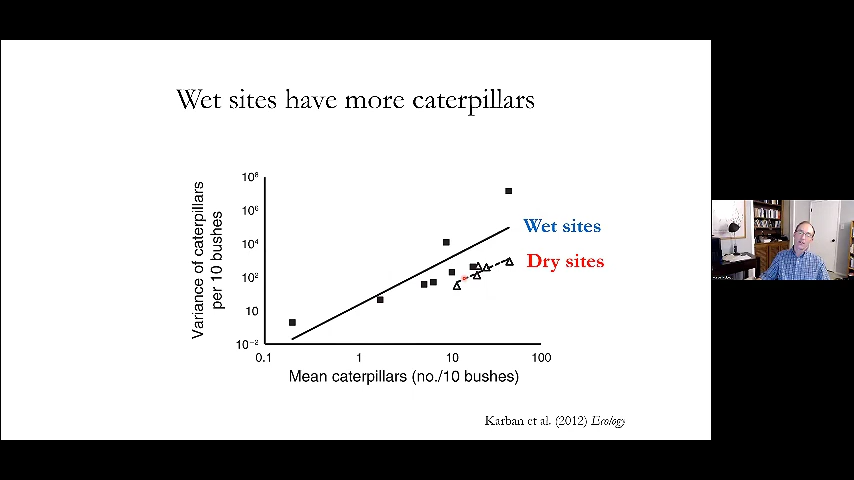 Wet sites have more caterpillars
Variance of caterpillars
per 10 bushes
10⁸
10⁶
10⁴
10²
10
10⁻²
0.1
1
10
100
Wet sites
Dry sites
Mean caterpillars (no./10 bushes)
Karban et al. (2012) Ecology